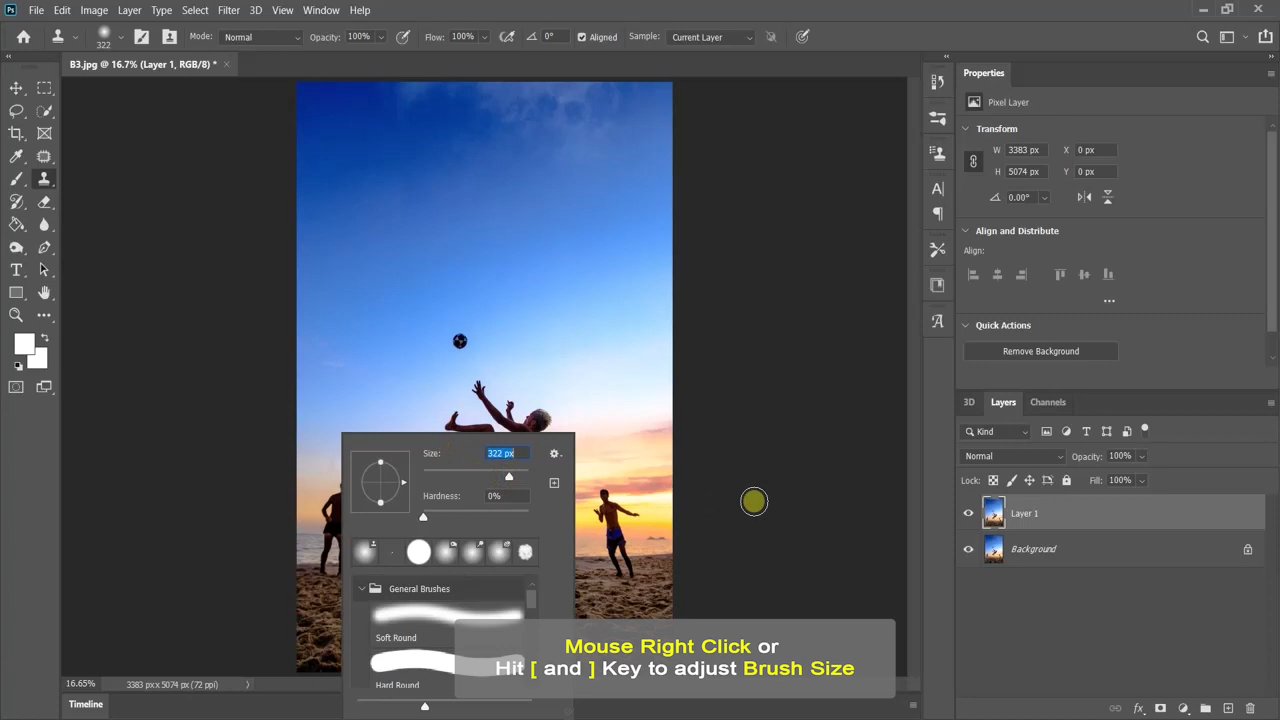 Ps File Edit Image Layer Type Select Filter 3D View Window Help
322 Mode: Normal Opacity: 100% Flow: 100% 0° Aligned Sample: Current Layer
B3.jpg @ 16.7% (Layer 1, RGB/8) *
Properties
Pixel Layer
Transform
W 3383 px X 0 px
H 5074 px Y 0 px
0.00°
Align and Distribute
Align:
Quick Actions
Remove Background
3D Layers Channels
Kind
Normal Opacity: 100%
Lock: Fill: 100%
Layer 1
Background
Size: 322 px
Hardness: 0%
General Brushes
Soft Round
Hard Round
Mouse Right Click or
Hit [ and ] Key to adjust Brush Size
16.65% 3383 px x 5074 px (72 ppi)
Timeline